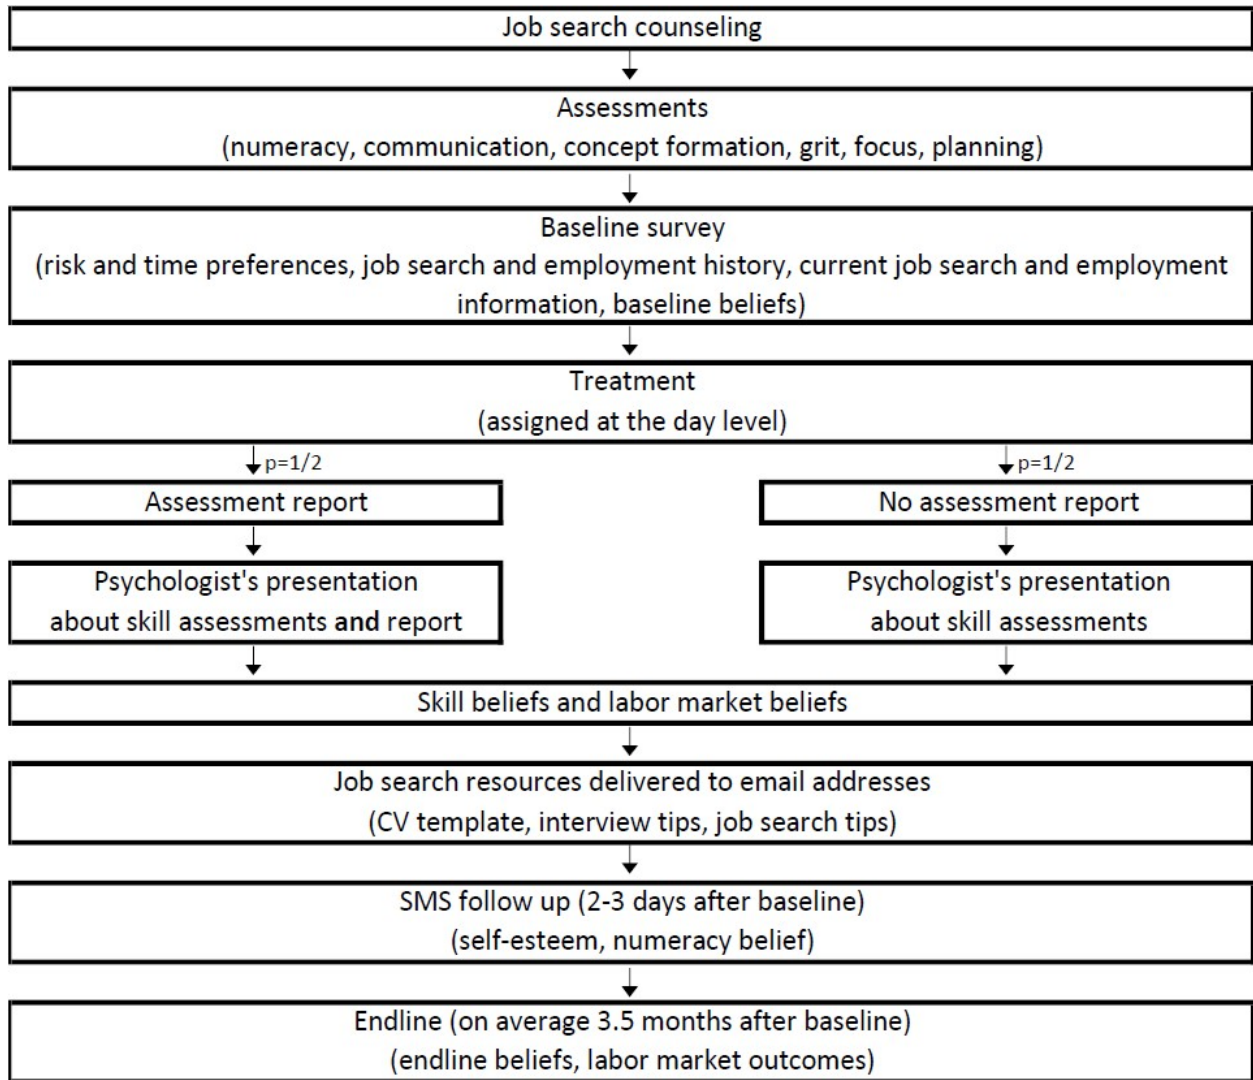 Job search counseling
Assessments
(numeracy, communication, concept formation, grit, focus, planning)
Baseline survey
(risk and time preferences, job search and employment history, current job search and employment
information, baseline beliefs)
Treatment
(assigned at the day level)
p=1/2
p=1/2
Assessment report
No assessment report
Psychologist's presentation
about skill assessments and report
Psychologist's presentation
about skill assessments
Skill beliefs and labor market beliefs
Job search resources delivered to email addresses
(CV template, interview tips, job search tips)
SMS follow up (2-3 days after baseline)
(self-esteem, numeracy belief)
Endline (on average 3.5 months after baseline)
(endline beliefs, labor market outcomes)